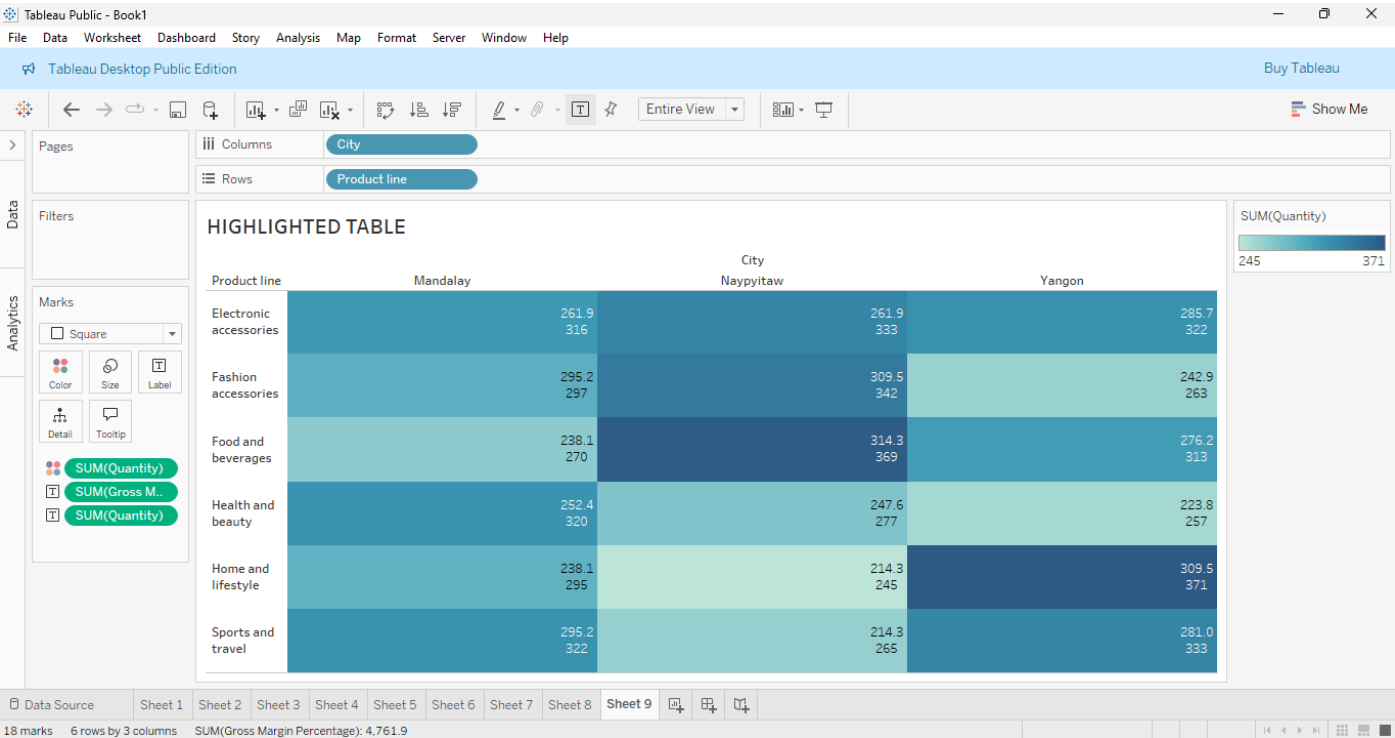 Tableau Public - Book1
File Data Worksheet Dashboard Story Analysis Map Format Server Window Help
Tableau Desktop Public Edition Buy Tableau
Entire View Show Me
Pages
Columns City
Rows Product line
Data
Analytics
Filters
Marks
Square
Color Size Label
Detail Tooltip
SUM(Quantity)
SUM(Gross M..
SUM(Quantity)
HIGHLIGHTED TABLE
City
Product line Mandalay Naypyitaw Yangon
Electronic 261.9 261.9 285.7
accessories 316 333 322
Fashion 295.2 309.5 242.9
accessories 297 342 263
Food and 238.1 314.3 276.2
beverages 270 369 313
Health and 252.4 247.6 223.8
beauty 320 277 257
Home and 238.1 214.3 309.5
lifestyle 295 245 371
Sports and 295.2 214.3 281.0
travel 322 265 333
SUM(Quantity)
245 371
Data Source Sheet 1 Sheet 2 Sheet 3 Sheet 4 Sheet 5 Sheet 6 Sheet 7 Sheet 8 Sheet 9
18 marks 6 rows by 3 columns SUM(Gross Margin Percentage): 4,761.9